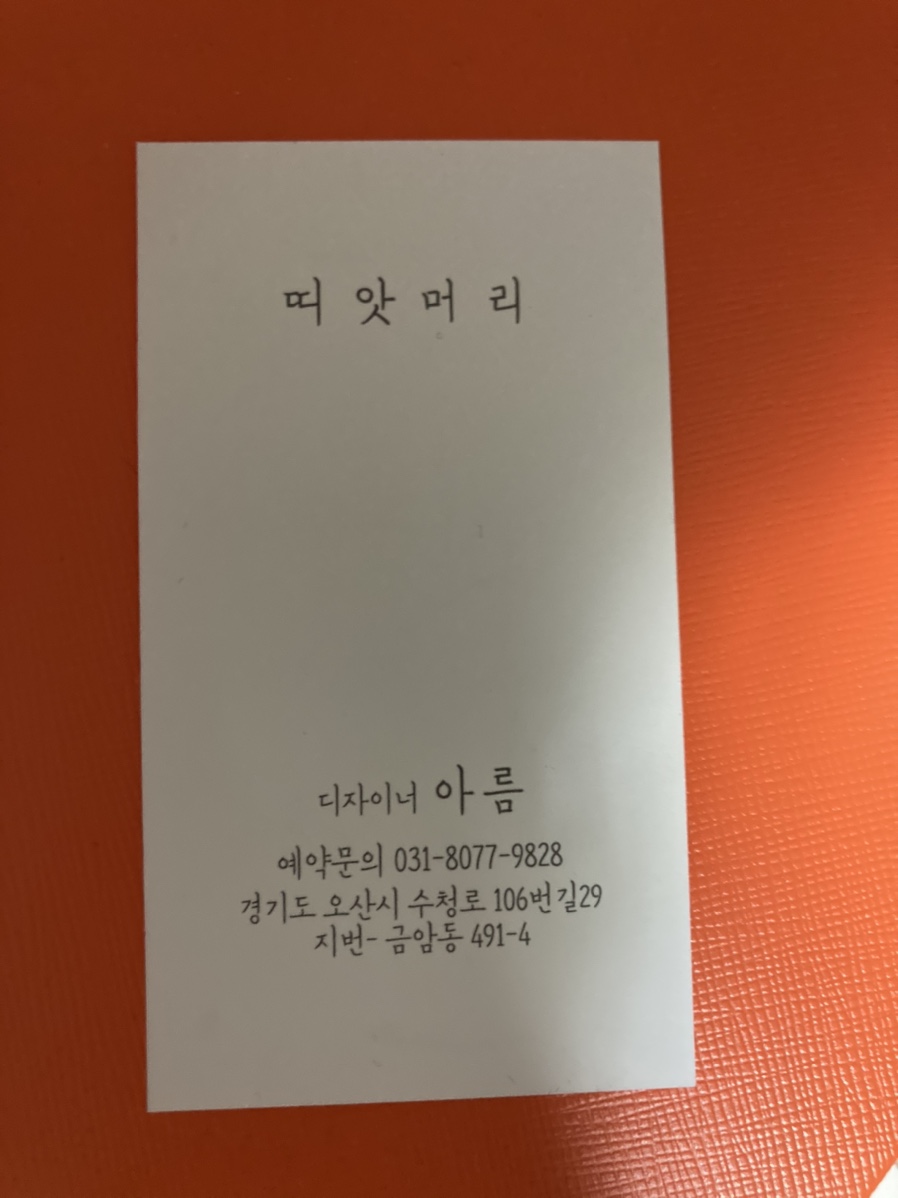 띠앗머리
디자이너 아름
예약문의 031-8077-9828
경기도 오산시 수청로 106번길29
지번- 금암동 491-4